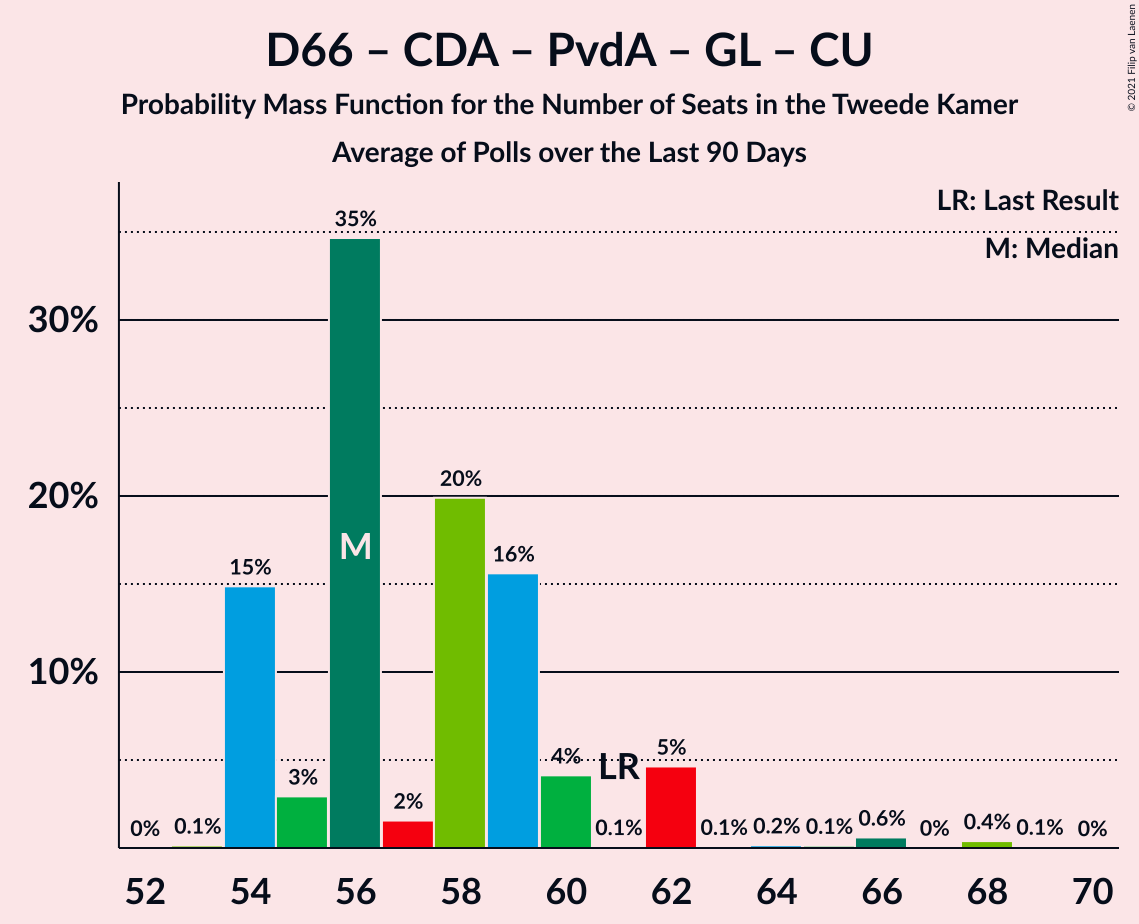 D66 – CDA – PvdA – GL – CU
Probability Mass Function for the Number of Seats in the Tweede Kamer
Average of Polls over the Last 90 Days
© 2021 Filip van Laenen
LR: Last Result
M: Median
30%
20%
10%
0%
0.1%
15%
3%
35%
M
2%
20%
16%
4%
LR
0.1%
5%
0.1%
0.2%
0.1%
0.6%
0%
0.4%
0.1%
0%
52 54 56 58 60 62 64 66 68 70